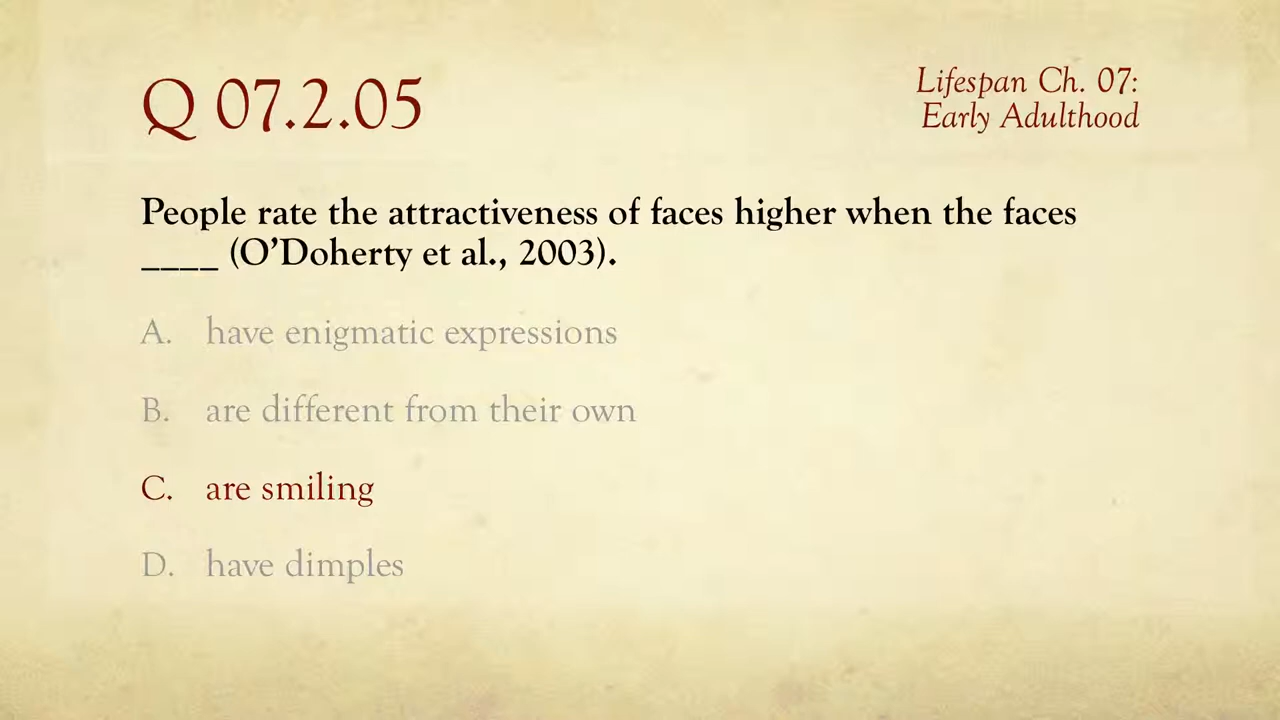 Q 07.2.05
Lifespan Ch. 07:
Early Adulthood
People rate the attractiveness of faces higher when the faces
____ (O’Doherty et al., 2003).
A. have enigmatic expressions
B. are different from their own
C. are smiling
D. have dimples